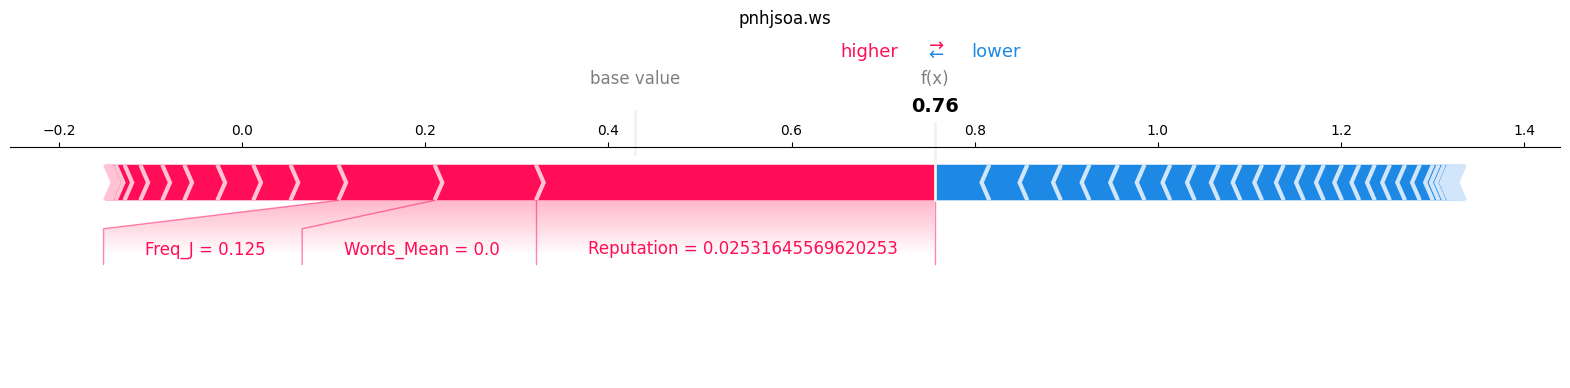 pnhjsoa.ws
higher ⇄ lower
base value f(x)
0.76
−0.2 0.0 0.2 0.4 0.6 0.8 1.0 1.2 1.4
Freq_J = 0.125 Words_Mean = 0.0 Reputation = 0.02531645569620253